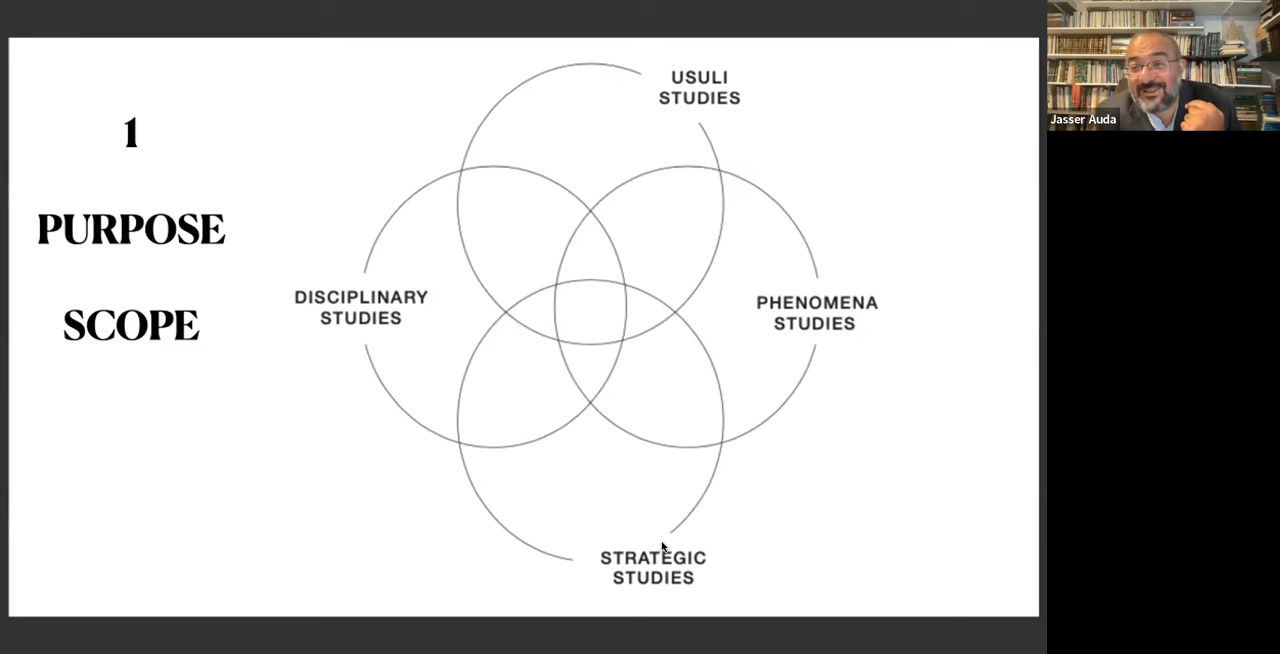 1
PURPOSE
SCOPE
USULI
STUDIES
DISCIPLINARY
STUDIES
PHENOMENA
STUDIES
STRATEGIC
STUDIES
Jasser Auda